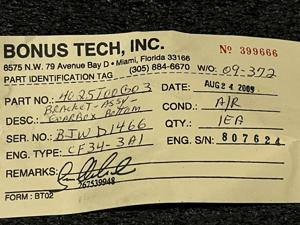 BONUS TECH, INC.
Nº 399666
8575 N.W. 79 Avenue Bay D • Miami, Florida 33166
(305) 884-6670
PART IDENTIFICATION TAG
W/O: 09-372
PART NO.: 4025T00G03
DATE: AUG 24 2009
DESC.: BRACKET-ASSY-
GEARBOX BOTTOM
COND.: A/R
SER. NO.: BJWD1466
QTY.: 1EA
ENG. TYPE: CF34-3A1
ENG. S/N: 807624
REMARKS:
267539948
FORM: BT02